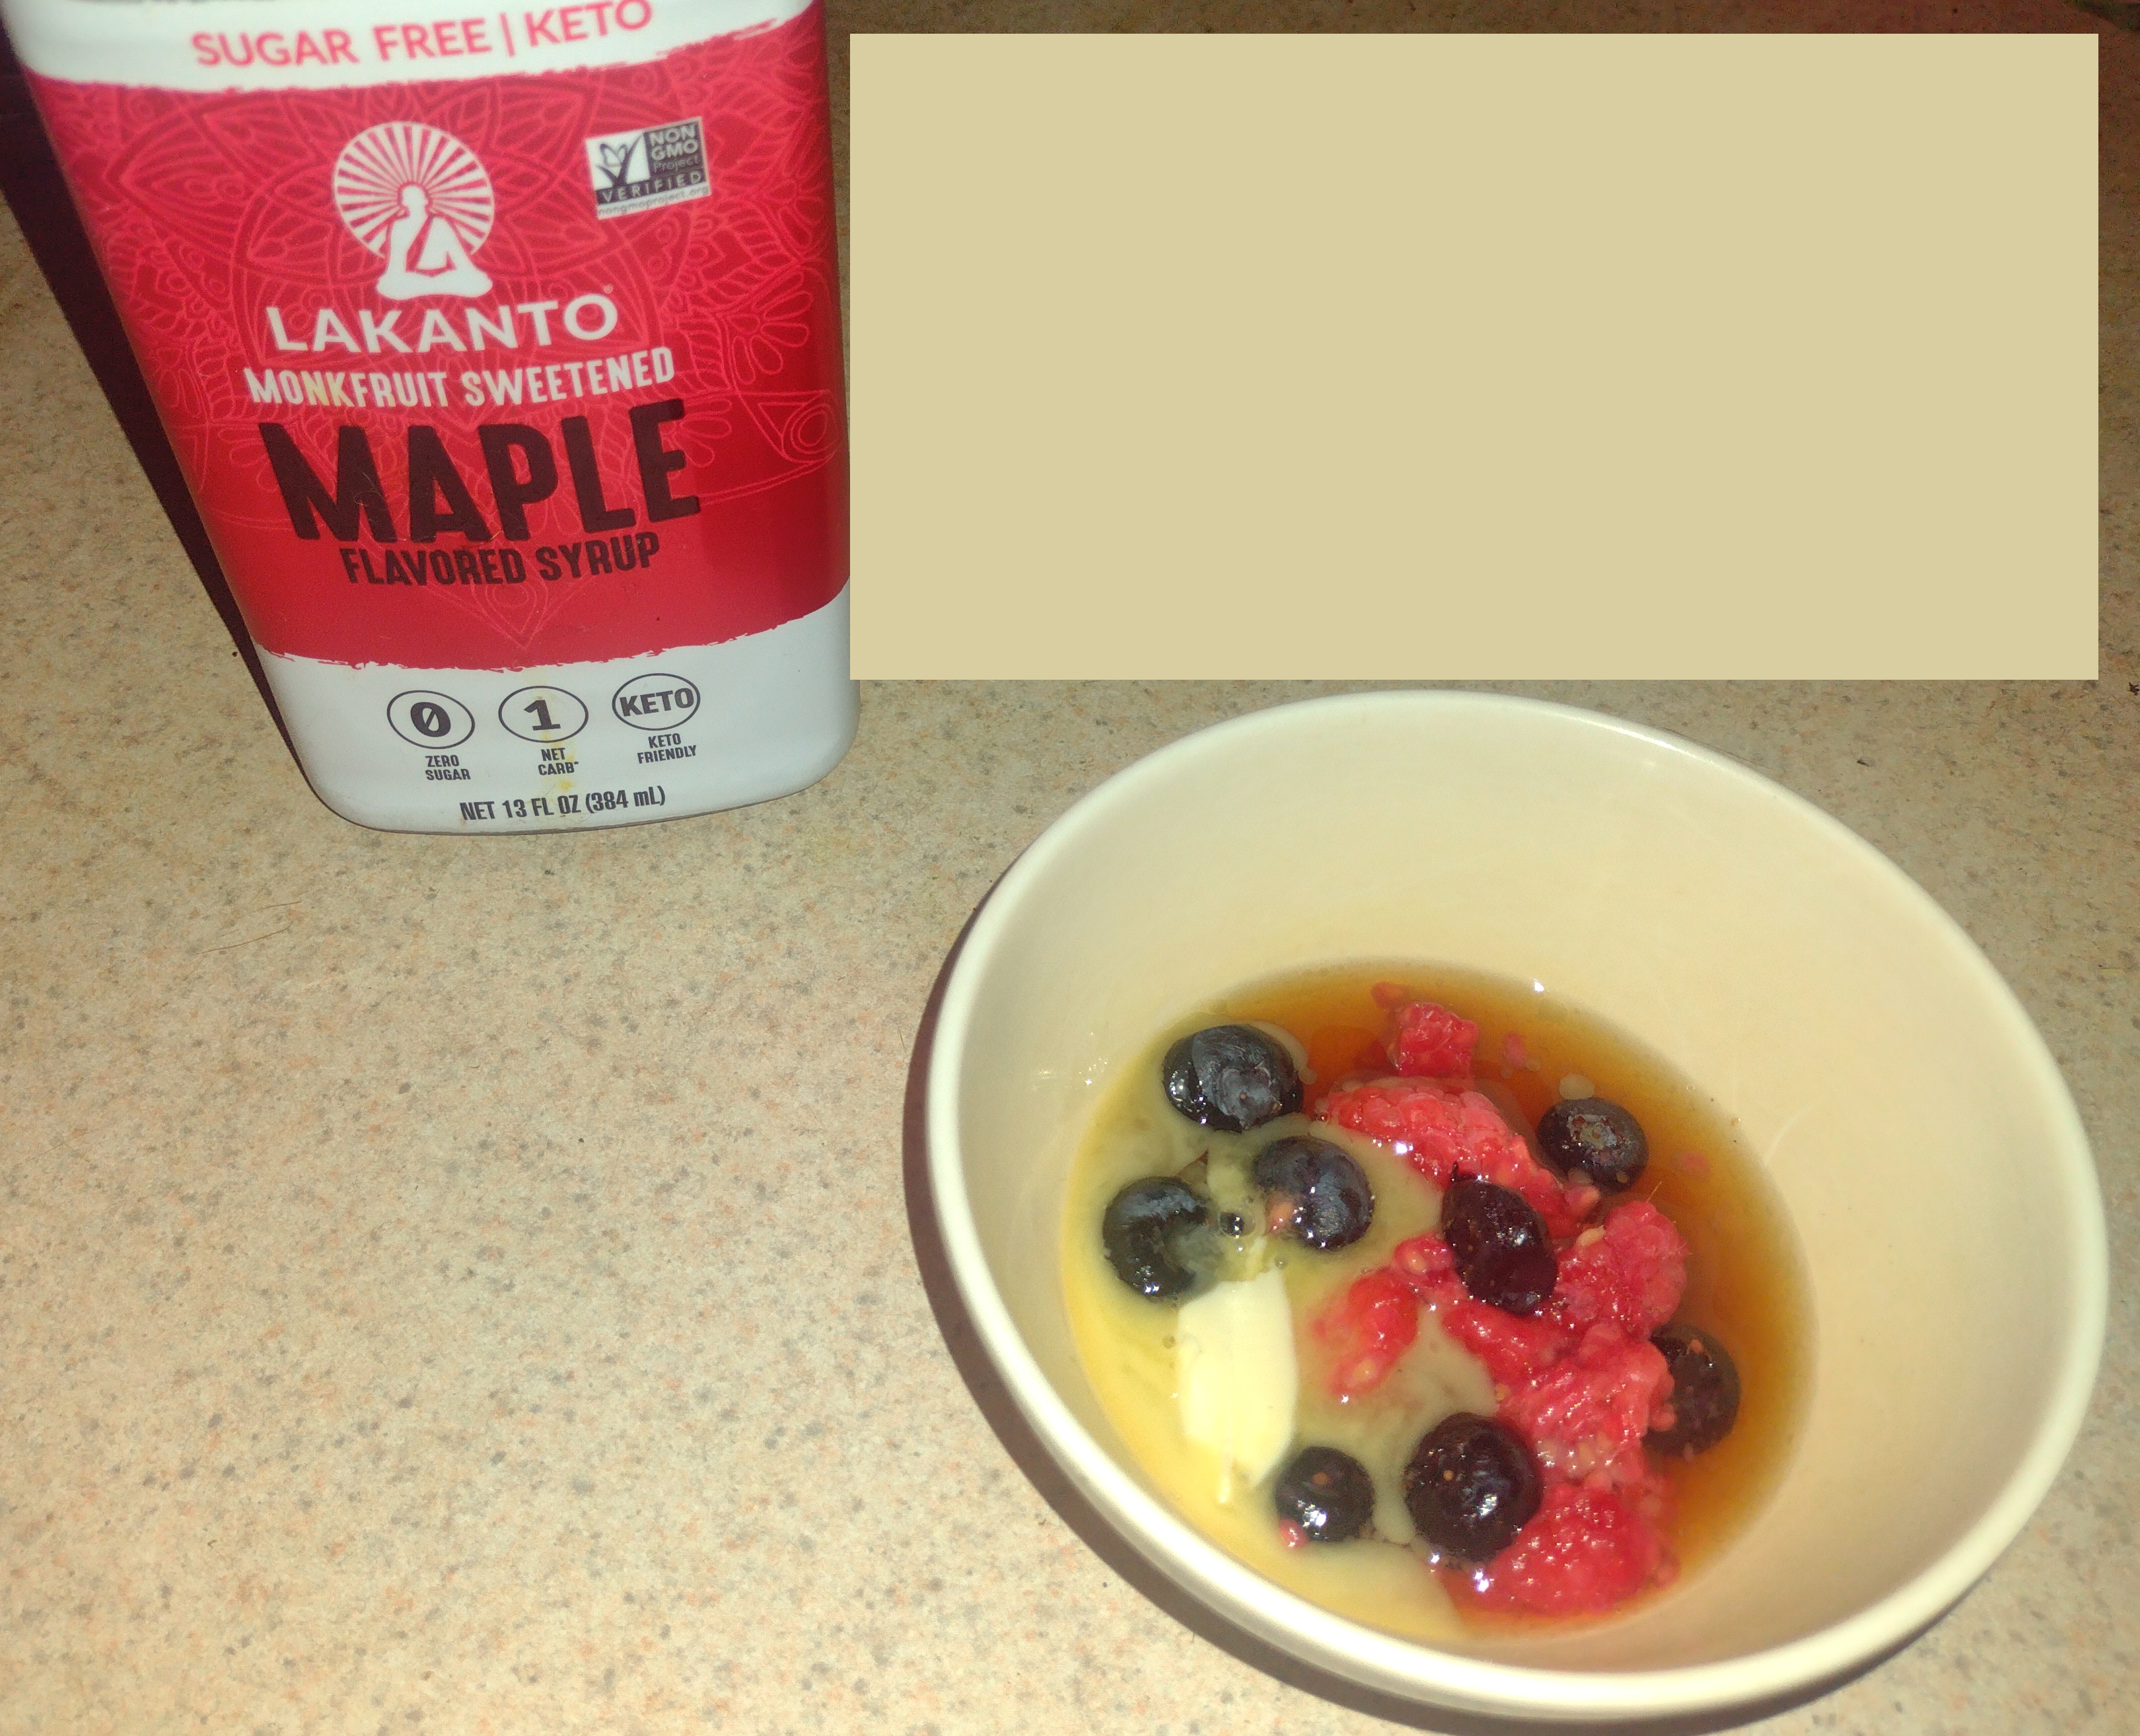 SUGAR FREE | KETO
NON
GMO
Project
VERIFIED
nongmoproject.org
LAKANTO®
MONKFRUIT SWEETENED
MAPLE
FLAVORED SYRUP
0
ZERO
SUGAR
1
NET
CARB*
KETO
KETO
FRIENDLY
NET 13 FL OZ (384 mL)